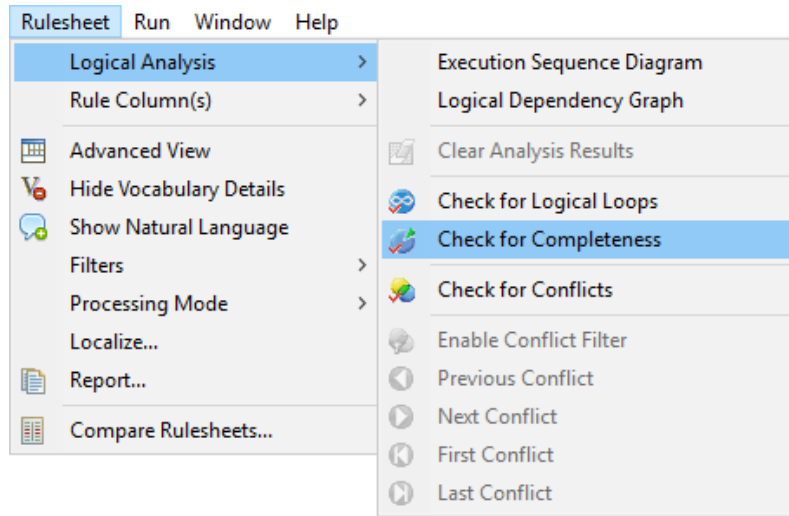 Rulesheet Run Window Help
Logical Analysis
Rule Column(s)
Advanced View
Hide Vocabulary Details
Show Natural Language
Filters
Processing Mode
Localize...
Report...
Compare Rulesheets...
Execution Sequence Diagram
Logical Dependency Graph
Clear Analysis Results
Check for Logical Loops
Check for Completeness
Check for Conflicts
Enable Conflict Filter
Previous Conflict
Next Conflict
First Conflict
Last Conflict